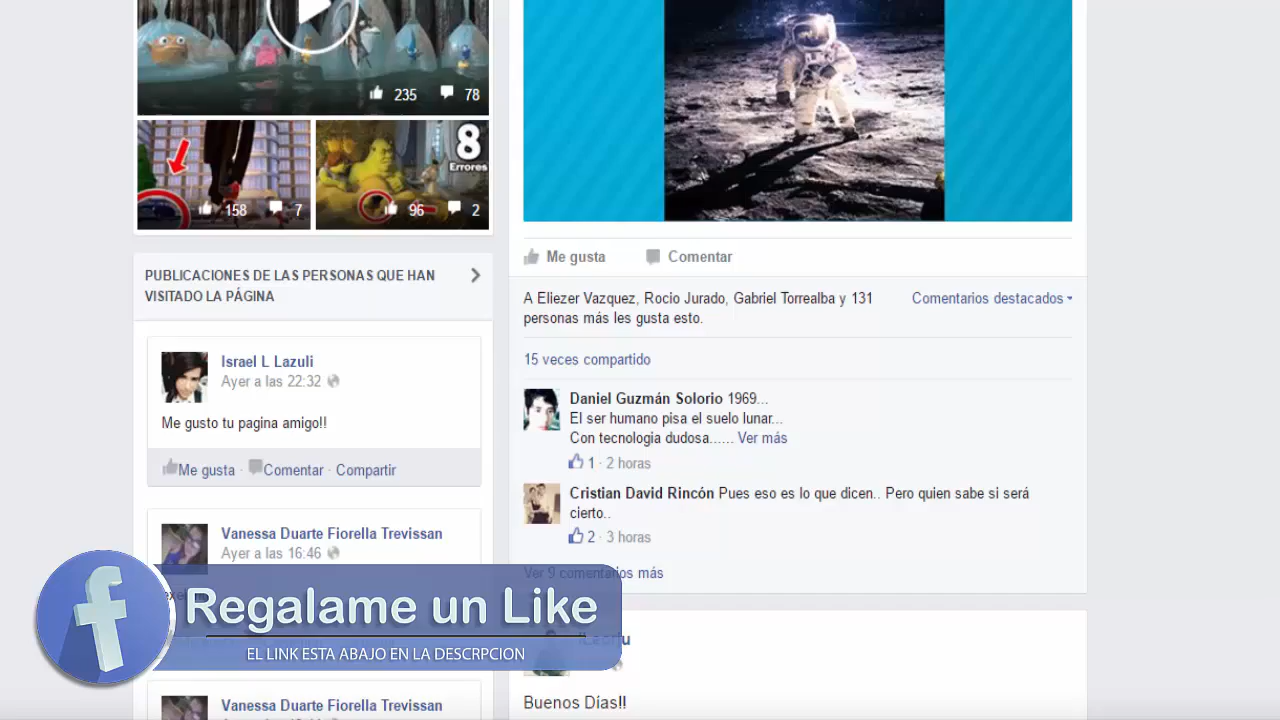 235 78
8
Errores
158 7
96 2
PUBLICACIONES DE LAS PERSONAS QUE HAN
VISITADO LA PÁGINA
Israel L Lazuli
Ayer a las 22:32
Me gusto tu pagina amigo!!
Me gusta · Comentar · Compartir
Vanessa Duarte Fiorella Trevissan
Ayer a las 16:46
Vanessa Duarte Fiorella Trevissan
Me gusta Comentar
A Eliezer Vazquez, Rocio Jurado, Gabriel Torrealba y 131
personas más les gusta esto.
Comentarios destacados
15 veces compartido
Daniel Guzmán Solorio 1969...
El ser humano pisa el suelo lunar...
Con tecnologia dudosa...... Ver más
1 · 2 horas
Cristian David Rincón Pues eso es lo que dicen.. Pero quien sabe si será
cierto..
2 · 3 horas
Ver 9 comentarios más
Buenos Días!!
f
Regalame un Like
EL LINK ESTA ABAJO EN LA DESCRPCION